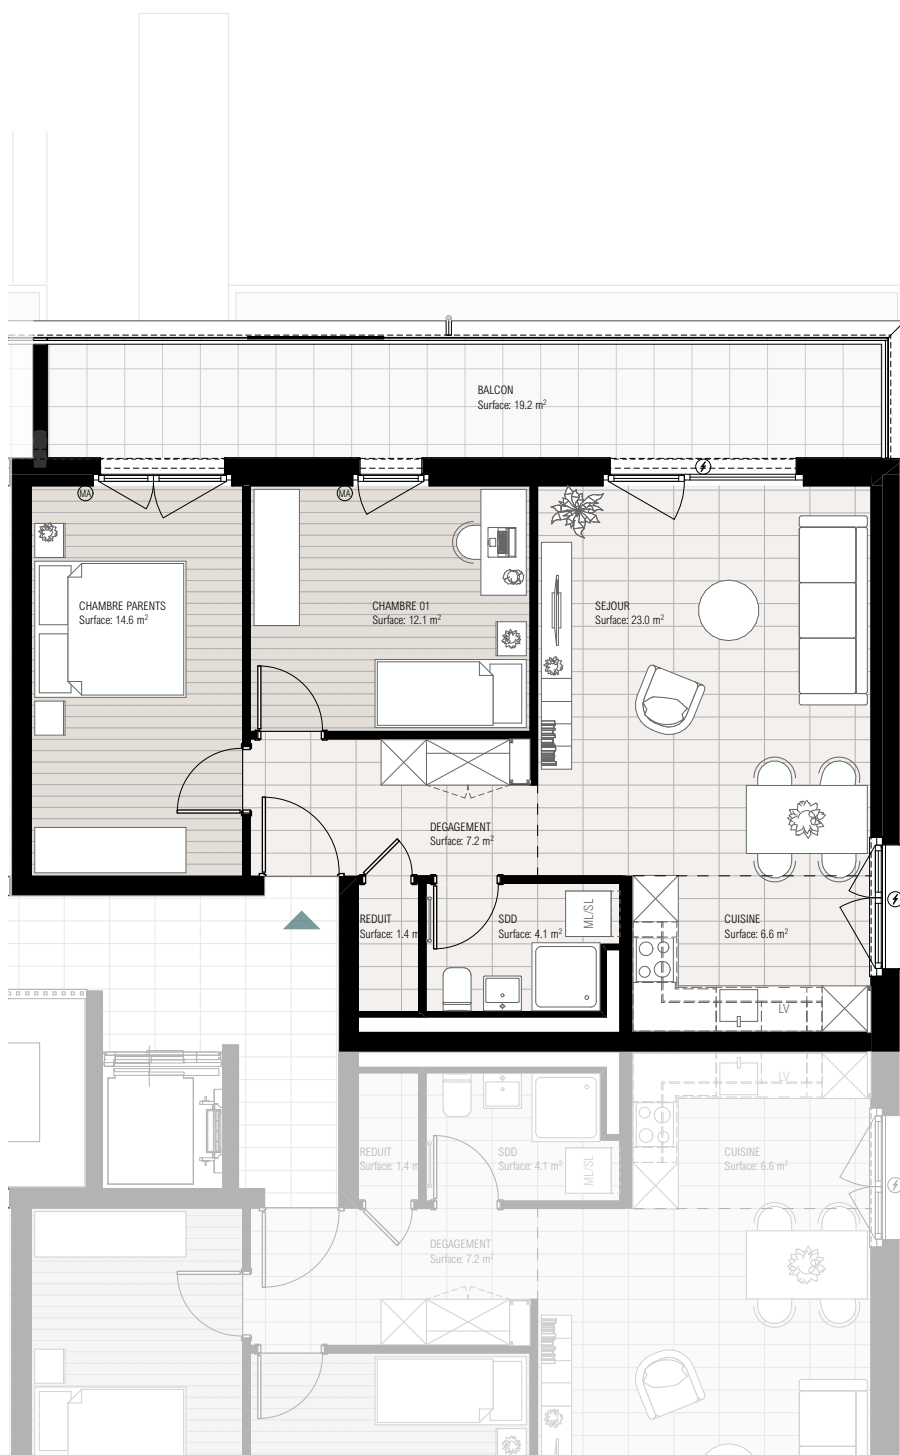 BALCON
Surface: 19.2 m²
MA
MA
CHAMBRE PARENTS
Surface: 14.6 m²
CHAMBRE 01
Surface: 12.1 m²
SEJOUR
Surface: 23.0 m²
DEGAGEMENT
Surface: 7.2 m²
REDUIT
Surface: 1.4 m
SDD
Surface: 4.1 m²
ML/SL
CUISINE
Surface: 6.6 m²
LV
LV
REDUIT
Surface: 1.4 m
SDD
Surface: 4.1 m²
ML/SL
CUISINE
Surface: 6.6 m²
DEGAGEMENT
Surface: 7.2 m²